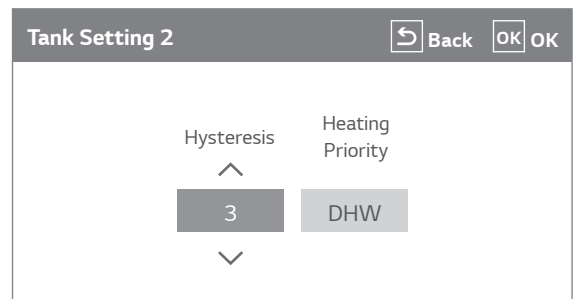 Tank Setting 2
Back
OK OK
Hysteresis
Heating
Priority
3
DHW